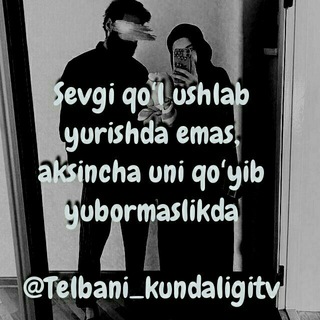 Sevgi qo'l ushlab
yurishda emas,
aksincha uni qo'yib
yubormaslikda
@Telbani_kundaligitv